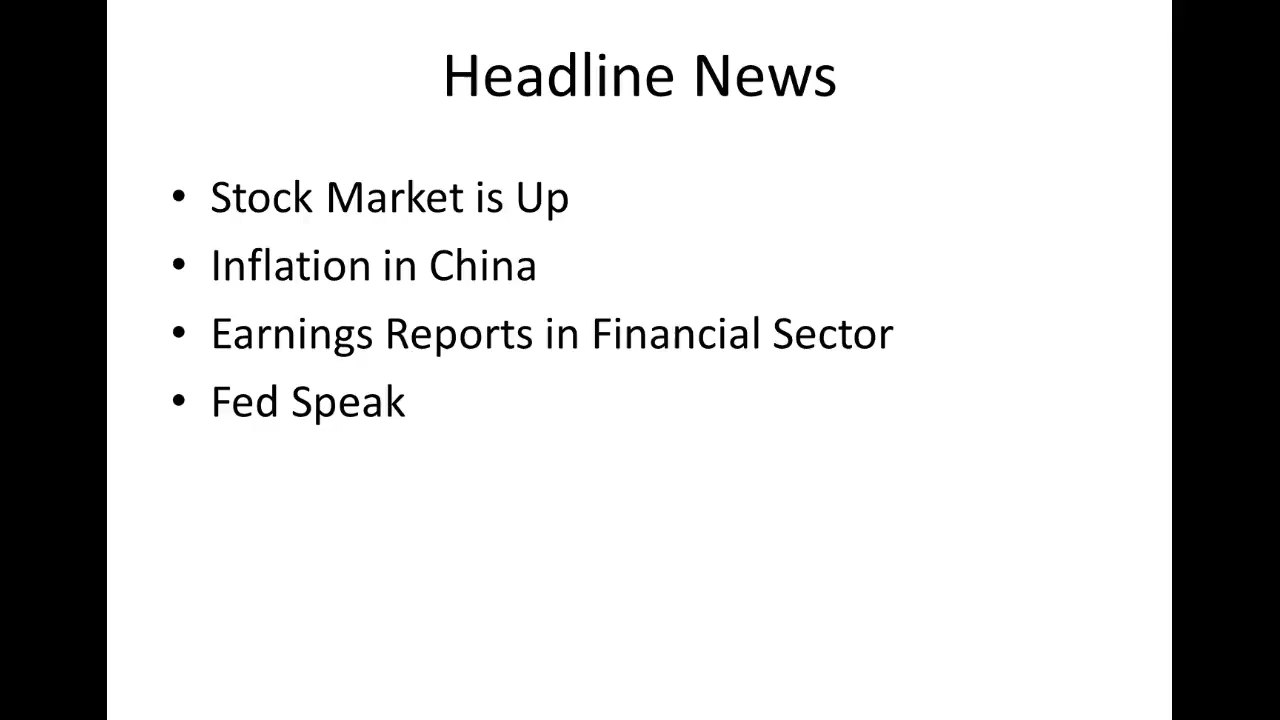 Headline News
• Stock Market is Up
• Inflation in China
• Earnings Reports in Financial Sector
• Fed Speak